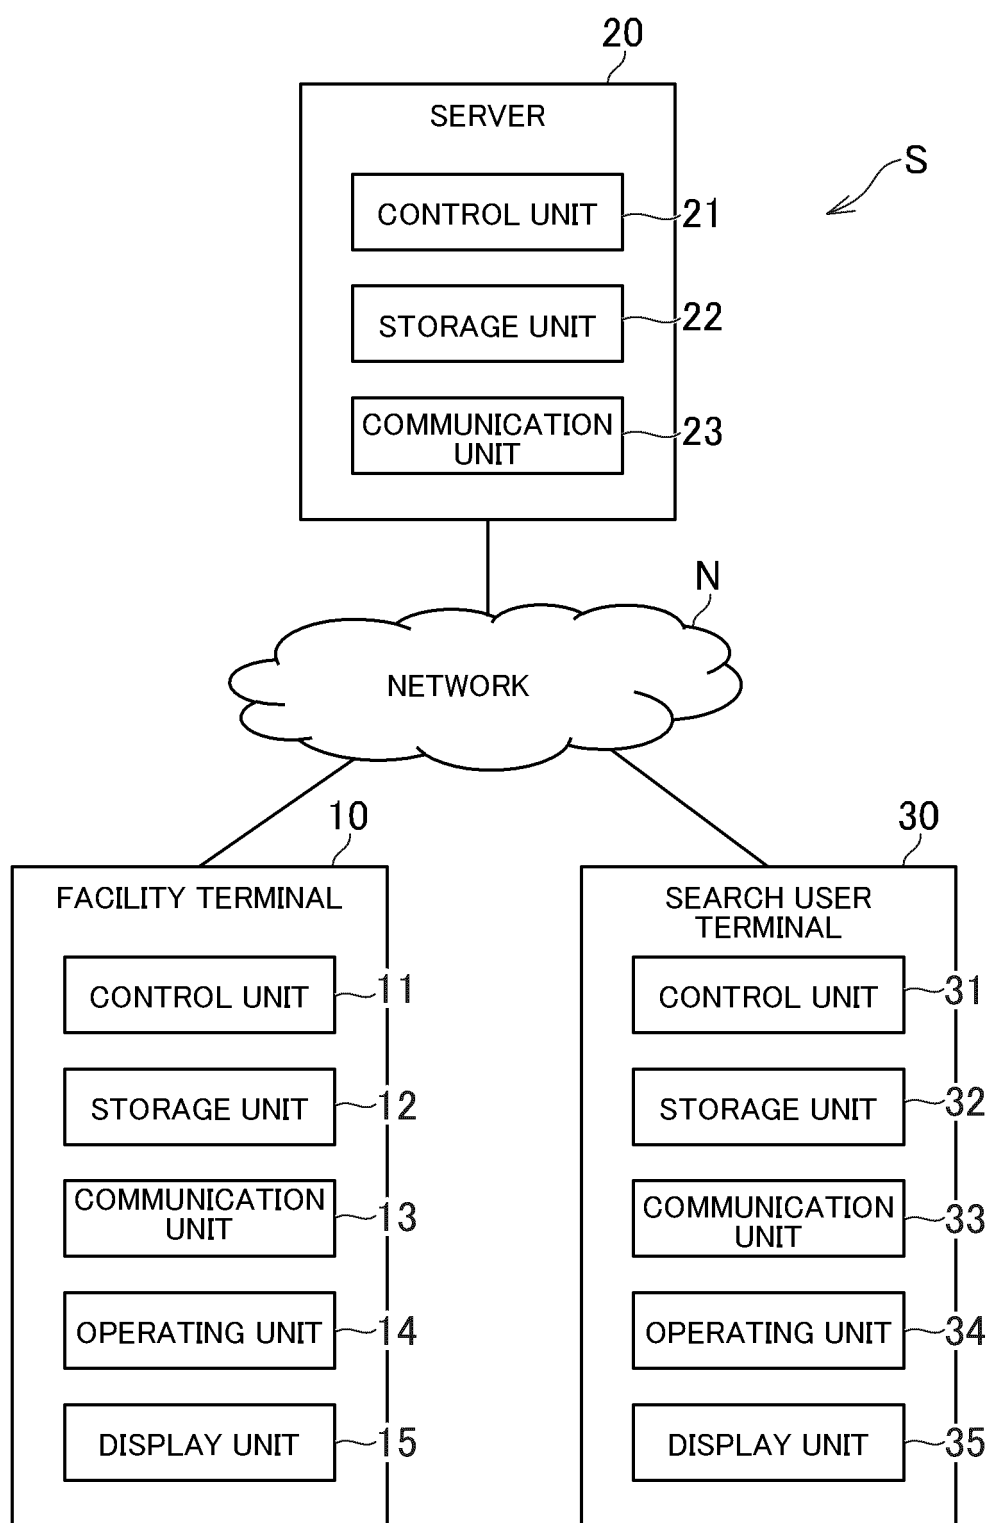 20
SERVER
S
CONTROL UNIT
21
STORAGE UNIT
22
COMMUNICATION
UNIT
23
N
NETWORK
10
FACILITY TERMINAL
CONTROL UNIT
11
STORAGE UNIT
12
COMMUNICATION
UNIT
13
OPERATING UNIT
14
DISPLAY UNIT
15
30
SEARCH USER
TERMINAL
CONTROL UNIT
31
STORAGE UNIT
32
COMMUNICATION
UNIT
33
OPERATING UNIT
34
DISPLAY UNIT
35